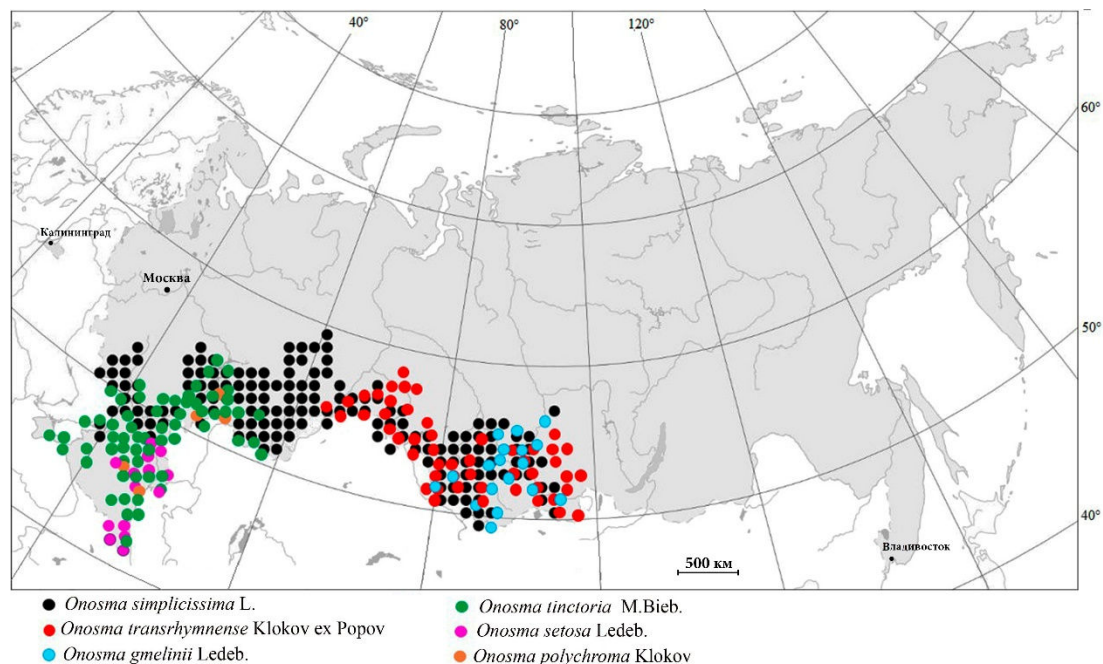 40° 80° 120°
60°
Калининград
Москва
50°
40°
Владивосток
500 км
Onosma simplicissima L.
Onosma transrhymnense Klokov ex Popov
Onosma gmelinii Ledeb.
Onosma tinctoria M.Bieb.
Onosma setosa Ledeb.
Onosma polychroma Klokov